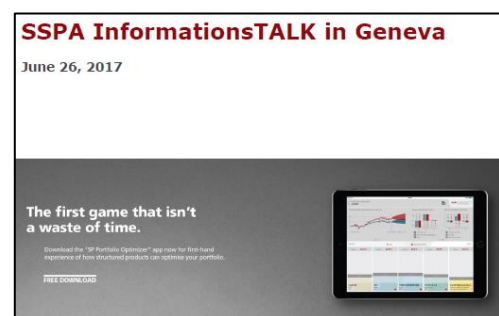 SSPA InformationsTALK in Geneva
June 26, 2017
The first game that isn't
a waste of time.
Download the "SP Portfolio Optimizer" app now for first-hand
experience of how structured products can optimise your portfolio.
FREE DOWNLOAD